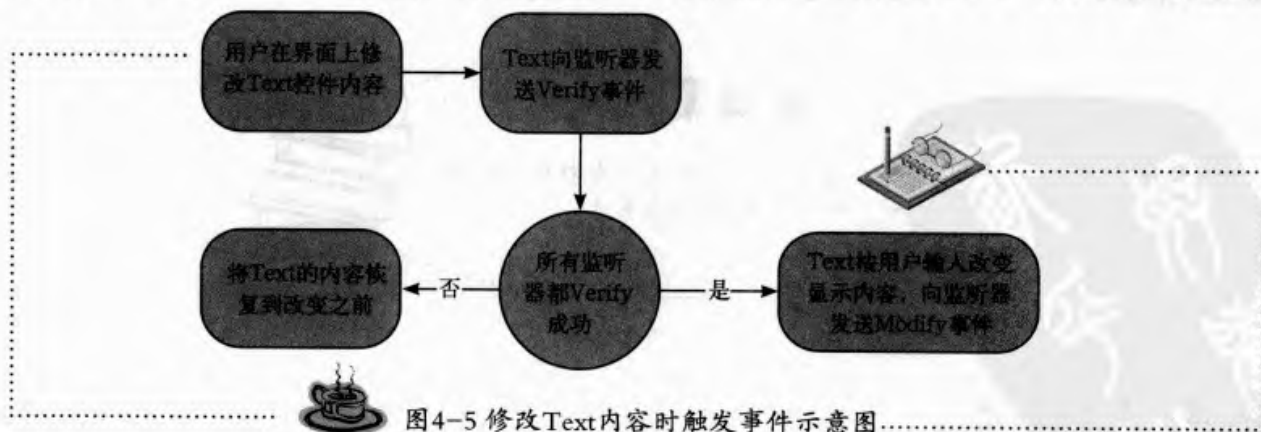 用户在界面上修
改Text控件内容
Text向监听器发
送Verify事件
所有监听
器都Verify
成功
否
是
将Text的内容恢
复到改变之前
Text按用户输入改变
显示内容，向监听器
发送Modify事件
图4-5 修改Text内容时触发事件示意图